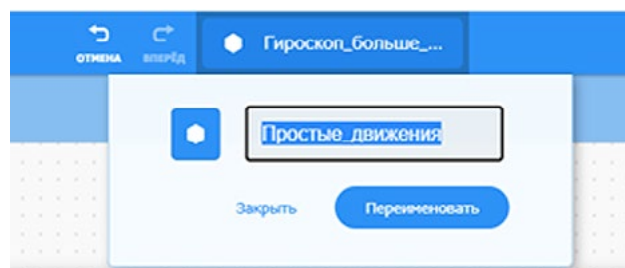 ОТМЕНА ВПЕРЁД Гироскоп_больше_...
Простые_движения
Закрыть Переименовать